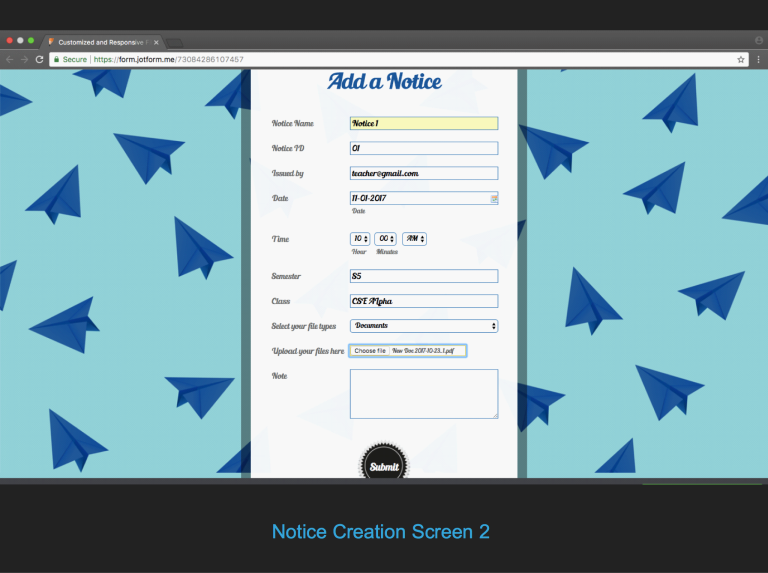 Customized and Responsive
Secure https://form.jotform.me/73084286107457
Add a Notice
Notice Name Notice 1
Notice ID 01
Issued by teacher@gmail.com
Date 11-01-2017
Date
Time 10 00 AM
Hour Minutes
Semester S5
Class CSE ALpha
Select your file types Documents
Upload your files here Choose file New Doc 2017-10-23_1.pdf
Note
Submit
Notice Creation Screen 2